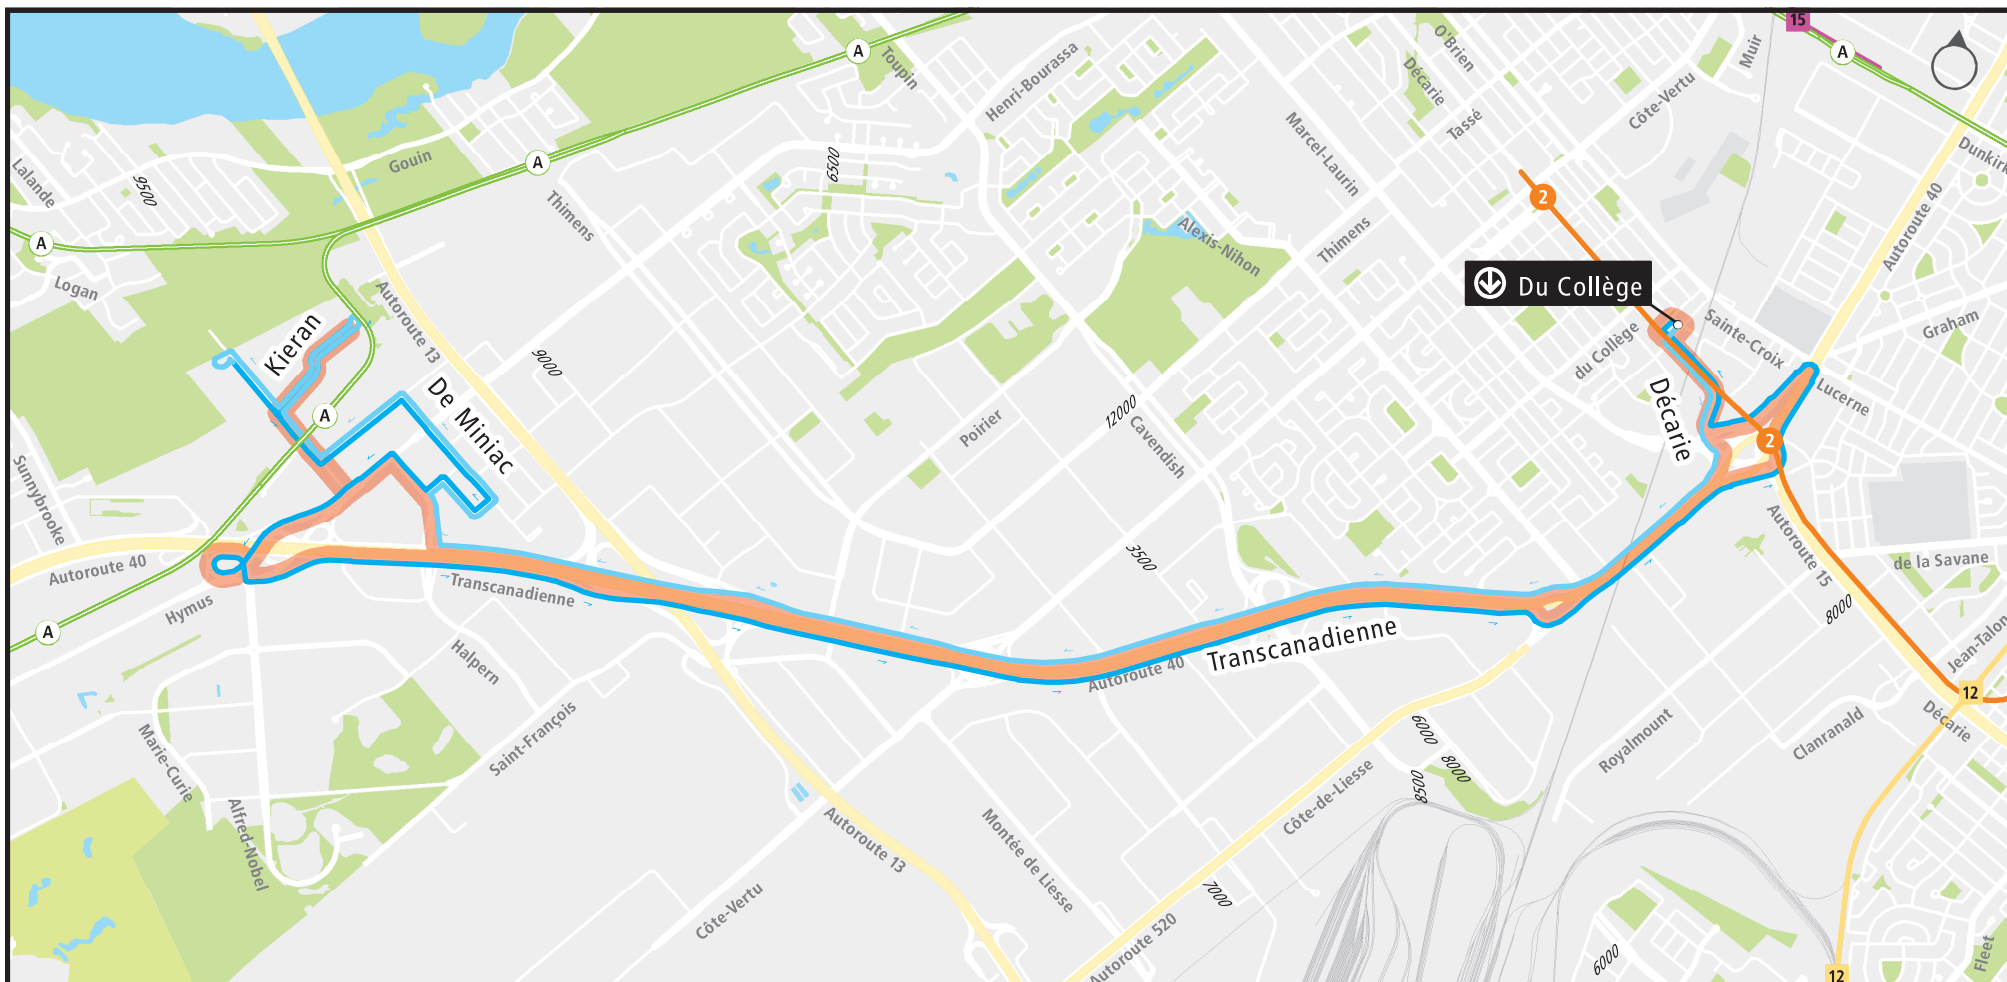 15
A
A
Toupin
Henri-Bourassa
O'Brien
Décarie
Tassé
Muir
Côte-Vertu
Marcel-Laurin
Dunkirk
Lalande
9500
Gouin
A
6500
Thimens
2
Autoroute 40
A
Logan
Alexis-Nihon
Thimens
Du Collège
Autoroute 13
Kieran
9000
Sainte-Croix
Graham
du Collège
Lucerne
De Miniac
A
Poirier
12000
Cavendish
Décarie
2
Sunnybrooke
Autoroute 40
Hymus
Transcanadienne
3500
Autoroute 15
de la Savane
8000
A
Halpern
Transcanadienne
Autoroute 40
Jean-Talon
12
Décarie
Marie-Curie
Saint-François
6000
8000
8500
Royalmount
Clanranald
Alfred-Nobel
Autoroute 13
Montée de Liesse
Côte-de-Liesse
7000
Côte-Vertu
Autoroute 520
6000
Fleet
12